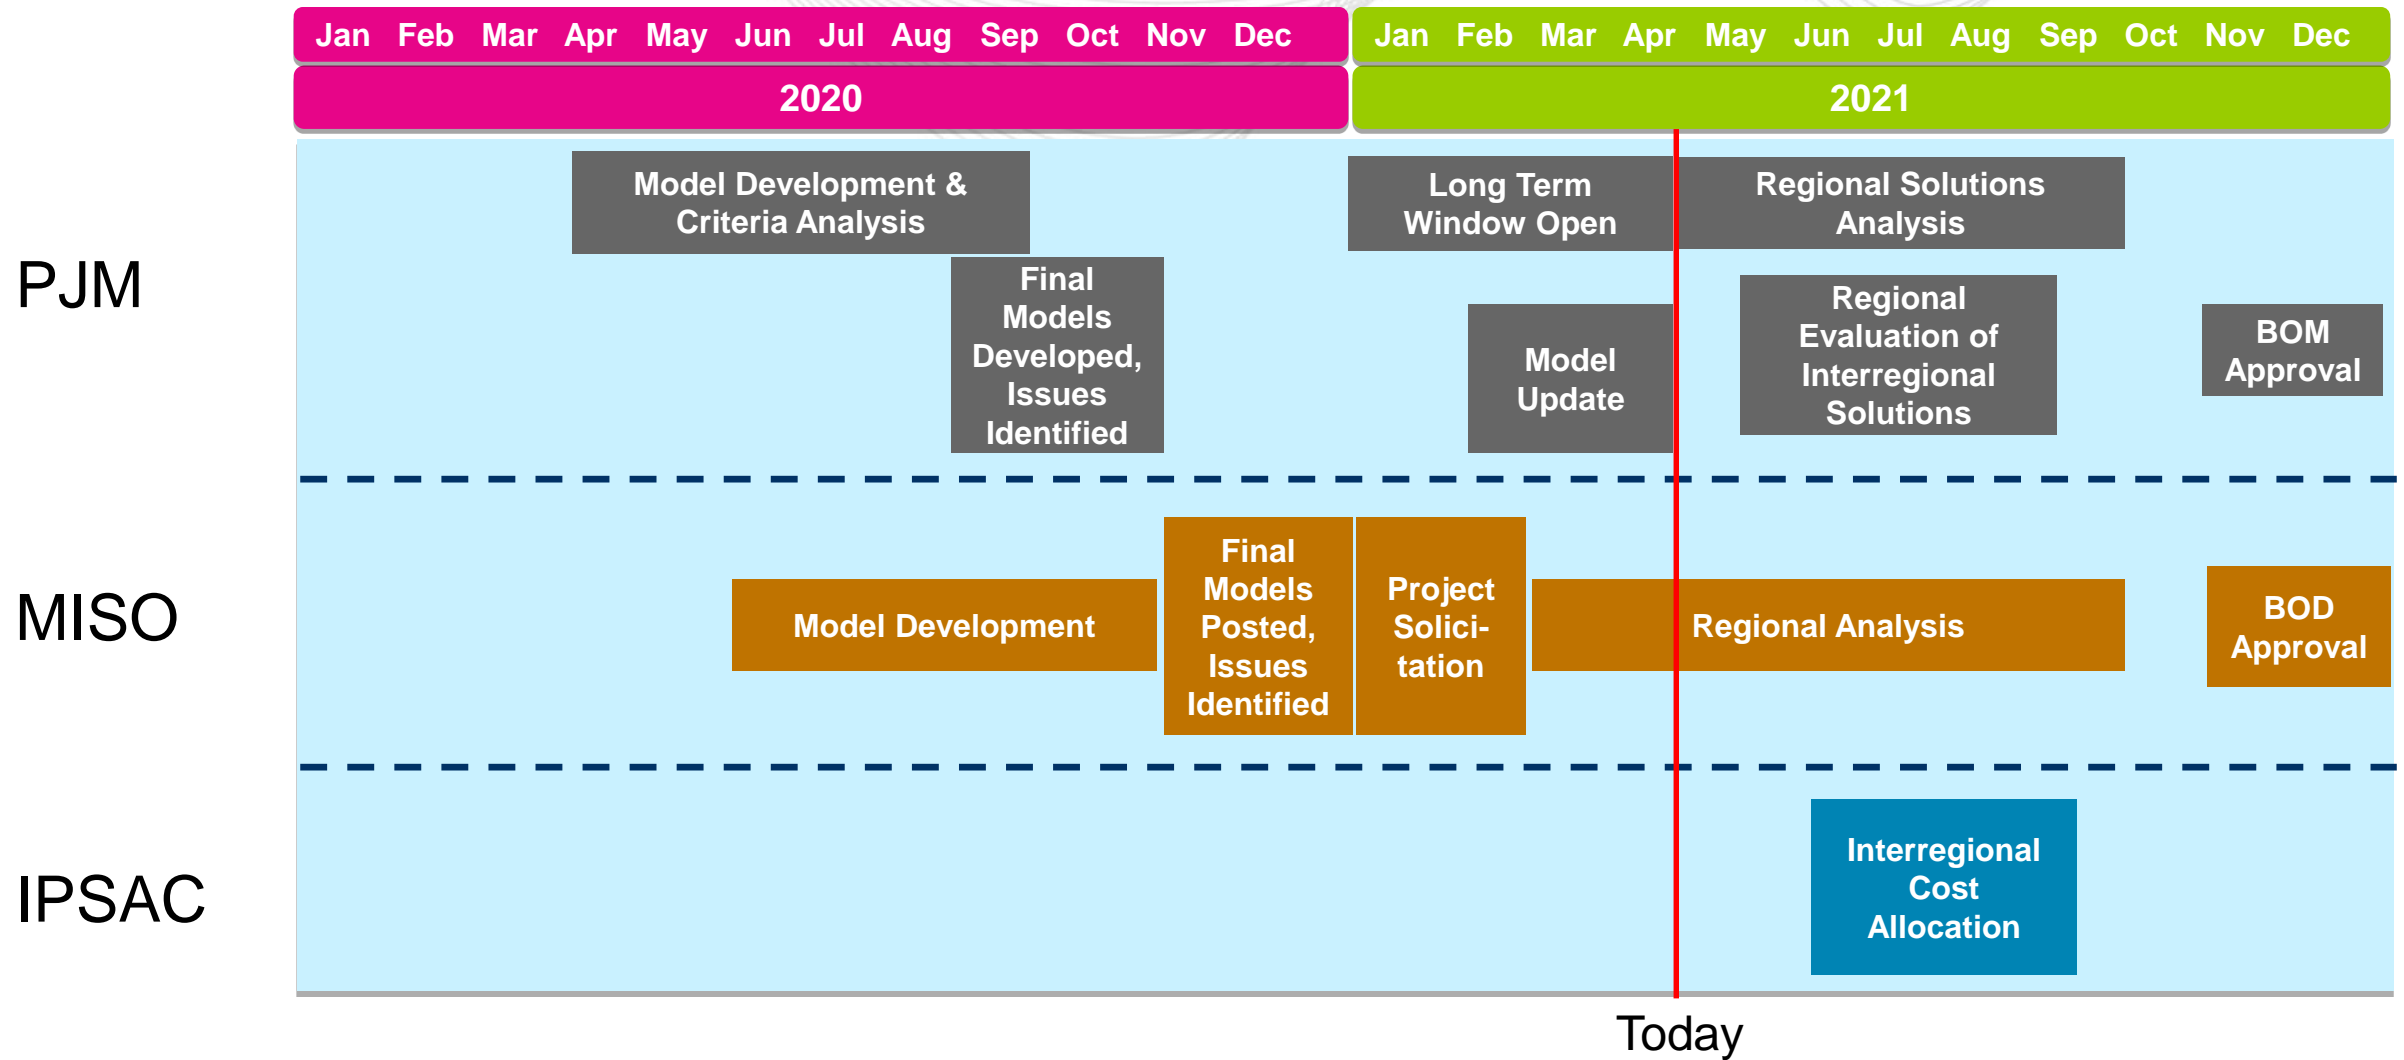 Jan Feb Mar Apr May Jun Jul Aug Sep Oct Nov Dec
Jan Feb Mar Apr May Jun Jul Aug Sep Oct Nov Dec
2020
2021
PJM
Model Development &
Criteria Analysis
Final
Models
Developed,
Issues
Identified
Long Term
Window Open
Model
Update
Regional Solutions
Analysis
Regional
Evaluation of
Interregional
Solutions
BOM
Approval
MISO
Model Development
Final
Models
Posted,
Issues
Identified
Project
Solici-
tation
Regional Analysis
BOD
Approval
IPSAC
Interregional
Cost
Allocation
Today